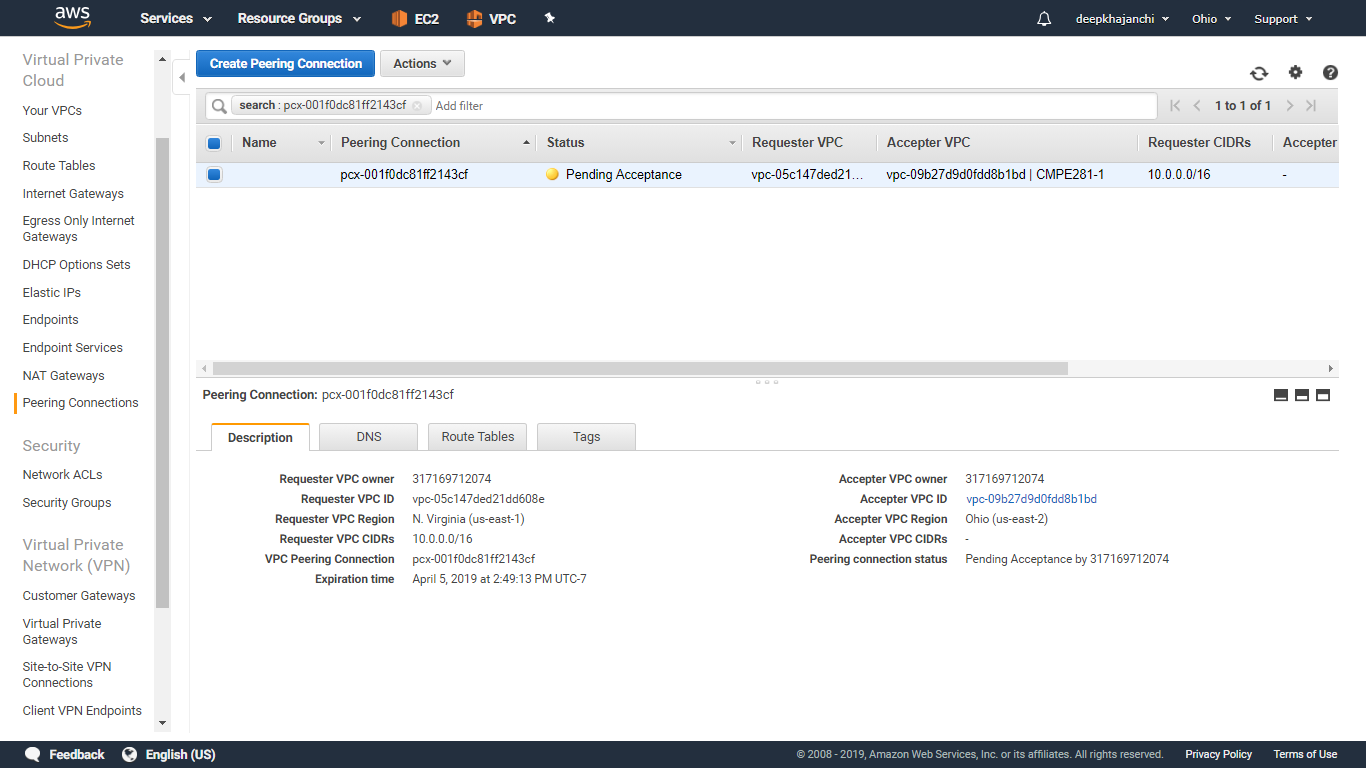 aws Services Resource Groups EC2 VPC deepkhajanchi Ohio Support
Virtual Private
Cloud
Your VPCs
Subnets
Route Tables
Internet Gateways
Egress Only Internet
Gateways
DHCP Options Sets
Elastic IPs
Endpoints
Endpoint Services
NAT Gateways
Peering Connections
Security
Network ACLs
Security Groups
Virtual Private
Network (VPN)
Customer Gateways
Virtual Private
Gateways
Site-to-Site VPN
Connections
Client VPN Endpoints
Create Peering Connection Actions
search : pcx-001f0dc81ff2143cf Add filter 1 to 1 of 1
Name Peering Connection Status Requester VPC Accepter VPC Requester CIDRs Accepter
pcx-001f0dc81ff2143cf Pending Acceptance vpc-05c147ded21... vpc-09b27d9d0fdd8b1bd | CMPE281-1 10.0.0.0/16 -
Peering Connection: pcx-001f0dc81ff2143cf
Description DNS Route Tables Tags
Requester VPC owner 317169712074 Accepter VPC owner 317169712074
Requester VPC ID vpc-05c147ded21dd608e Accepter VPC ID vpc-09b27d9d0fdd8b1bd
Requester VPC Region N. Virginia (us-east-1) Accepter VPC Region Ohio (us-east-2)
Requester VPC CIDRs 10.0.0.0/16 Accepter VPC CIDRs -
VPC Peering Connection pcx-001f0dc81ff2143cf Peering connection status Pending Acceptance by 317169712074
Expiration time April 5, 2019 at 2:49:13 PM UTC-7
Feedback English (US) © 2008 - 2019, Amazon Web Services, Inc. or its affiliates. All rights reserved. Privacy Policy Terms of Use